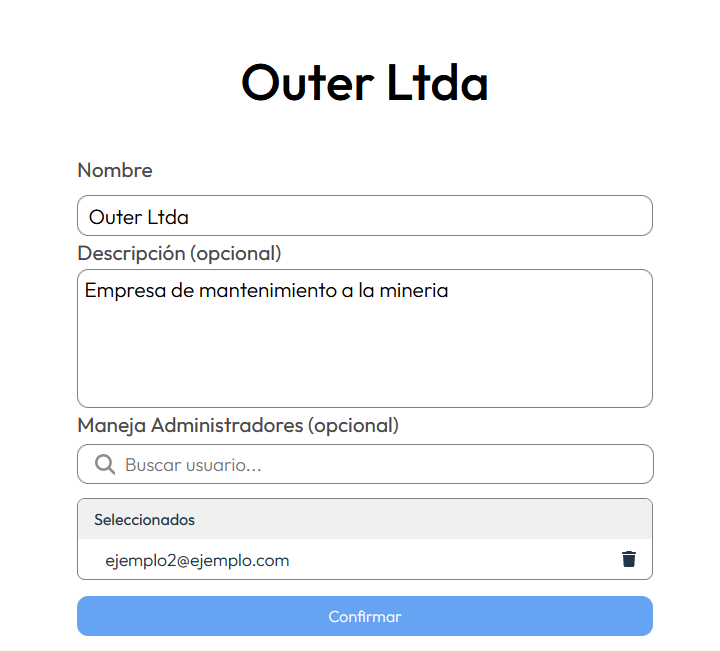 Outer Ltda
Nombre
Outer Ltda
Descripción (opcional)
Empresa de mantenimiento a la mineria
Maneja Administradores (opcional)
Buscar usuario...
Seleccionados
ejemplo2@ejemplo.com
Confirmar